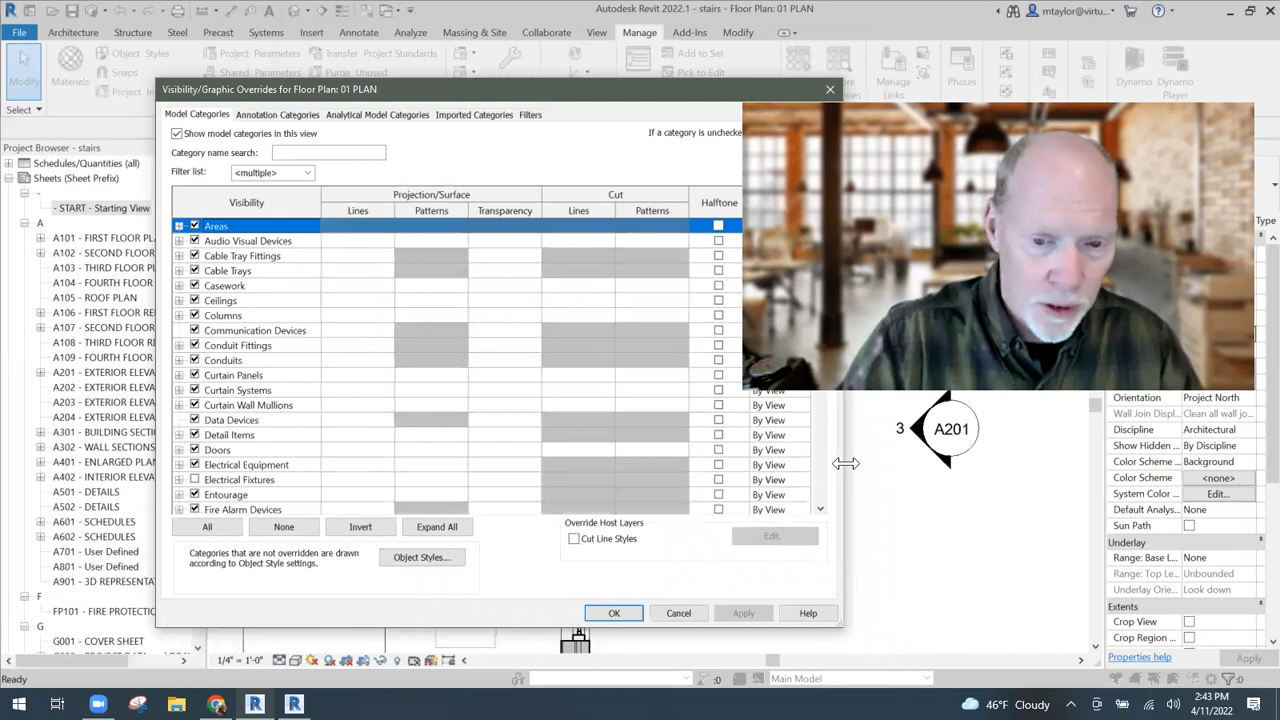 Autodesk Revit 2022.1 - stairs - Floor Plan: 01 PLAN
mtaylor@virtu...
File Architecture Structure Steel Precast Systems Insert Annotate Analyze Massing & Site Collaborate View Manage Add-Ins Modify
Modify
Materials
Object Styles
Snaps
Project Parameters
Transfer Project Standards
Purge Unused
Add to Set
Pick to Edit
Manage Links
Phases
Dynamo
Dynamo Player
Select
Project Browser - stairs
Schedules/Quantities (all)
Sheets (Sheet Prefix)
-
- START - Starting View
A
A101 - FIRST FLOOR PL
A102 - SECOND FLOOR
A103 - THIRD FLOOR PL
A104 - FOURTH FLOOR
A105 - ROOF PLAN
A106 - FIRST FLOOR RE
A107 - SECOND FLOOR
A108 - THIRD FLOOR R
A109 - FOURTH FLOOR
A201 - EXTERIOR ELEVA
A202 - EXTERIOR ELEVA
A203 - EXTERIOR ELEVA
A204 - EXTERIOR ELEVA
A301 - BUILDING SECTION
A302 - WALL SECTIONS
A401 - ENLARGED PLAN
A402 - INTERIOR ELEVA
A501 - DETAILS
A502 - DETAILS
A601 - SCHEDULES
A602 - SCHEDULES
A701 - User Defined
A801 - User Defined
A901 - 3D REPRESENTAT
F
FP101 - FIRE PROTECTIO
G
G001 - COVER SHEET
Visibility/Graphic Overrides for Floor Plan: 01 PLAN
Model Categories Annotation Categories Analytical Model Categories Imported Categories Filters
Show model categories in this view
If a category is unchecke
Category name search:
Filter list: <multiple>
Visibility Projection/Surface Cut Halftone
Lines Patterns Transparency Lines Patterns
Areas
Audio Visual Devices
Cable Tray Fittings
Cable Trays
Casework
Ceilings
Columns
Communication Devices
Conduit Fittings
Conduits
Curtain Panels
Curtain Systems By View
Curtain Wall Mullions By View
Data Devices By View
Detail Items By View
Doors By View
Electrical Equipment By View
Electrical Fixtures By View
Entourage By View
Fire Alarm Devices By View
All None Invert Expand All
Override Host Layers
Cut Line Styles Edit.
Categories that are not overridden are drawn
according to Object Style settings.
Object Styles...
OK Cancel Apply Help
3 A201
Type
Orientation Project North
Wall Join Displ Clean all wall jo
Discipline Architectural
Show Hidden By Discipline
Color Scheme Background
Color Scheme <none>
System Color Edit...
Default Analys None
Sun Path
Underlay
Range: Base L None
Range: Top Le Unbounded
Underlay Orie Look down
Extents
Crop View
Crop Region
Properties help Apply
1/4" = 1'-0"
Ready
:0
Main Model
:0
46°F Cloudy
2:43 PM
4/11/2022